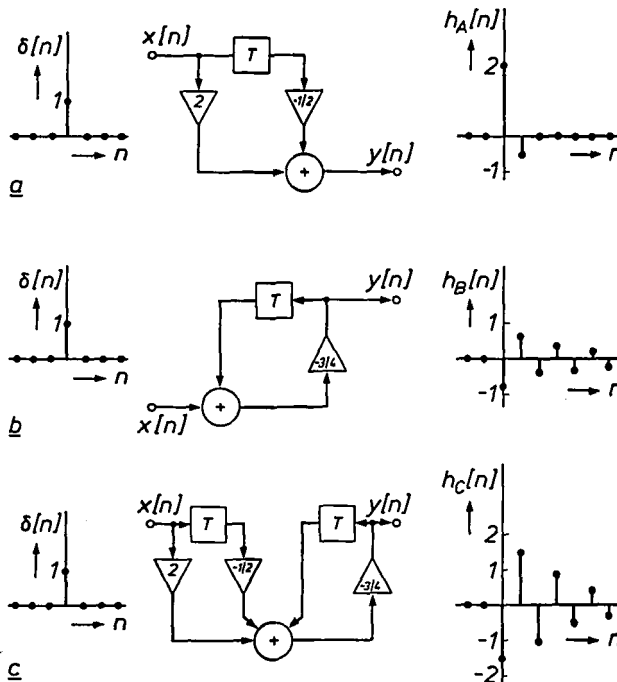 δ[n]
1
n
x[n]
T
2
-1/2
+
y[n]
h_A[n]
2
-1
n
a
δ[n]
1
n
y[n]
T
-3/4
+
x[n]
h_B[n]
1
-1
n
b
δ[n]
1
n
x[n]
T
T
y[n]
2
-1/2
-3/4
+
h_C[n]
2
1
-1
-2
n
c